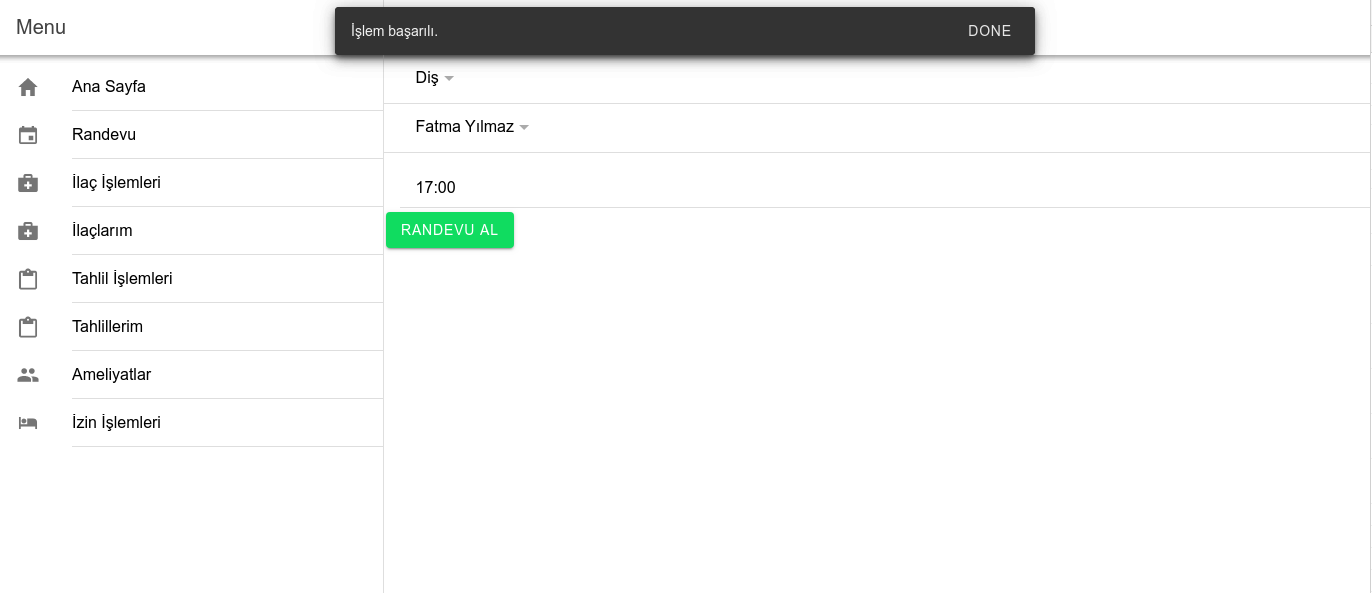 Menu
İşlem başarılı.
DONE
Ana Sayfa
Randevu
İlaç İşlemleri
İlaçlarım
Tahlil İşlemleri
Tahlillerim
Ameliyatlar
İzin İşlemleri
Diş
Fatma Yılmaz
17:00
RANDEVU AL